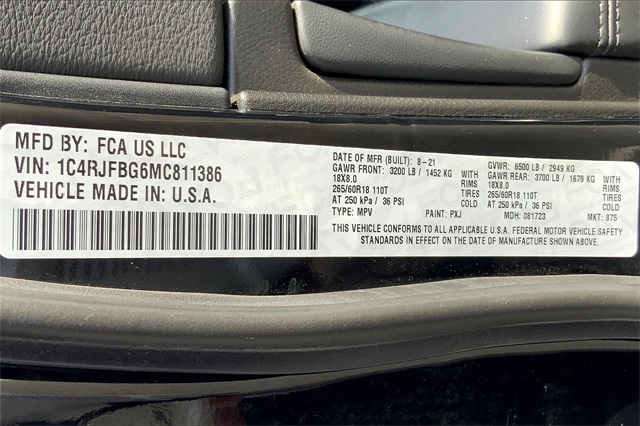 MFD BY: FCA US LLC
VIN: 1C4RJFBG6MC811386
VEHICLE MADE IN: U.S.A.
DATE OF MFR (BUILT): 8-21 GVWR: 6500 LB / 2949 KG
GAWR FRONT: 3200 LB / 1452 KG WITH GAWR REAR: 3700 LB / 1679 KG WITH
18X8.0 RIMS 18X8.0 RIMS
265/60R18 110T TIRES 265/60R18 110T TIRES
AT 250 kPa / 36 PSI COLD AT 250 kPa / 36 PSI COLD
TYPE: MPV PAINT: PXJ MDH: 081723 MKT: 875
THIS VEHICLE CONFORMS TO ALL APPLICABLE U.S.A. FEDERAL MOTOR VEHICLE SAFETY
STANDARDS IN EFFECT ON THE DATE OF MANUFACTURE SHOWN ABOVE.